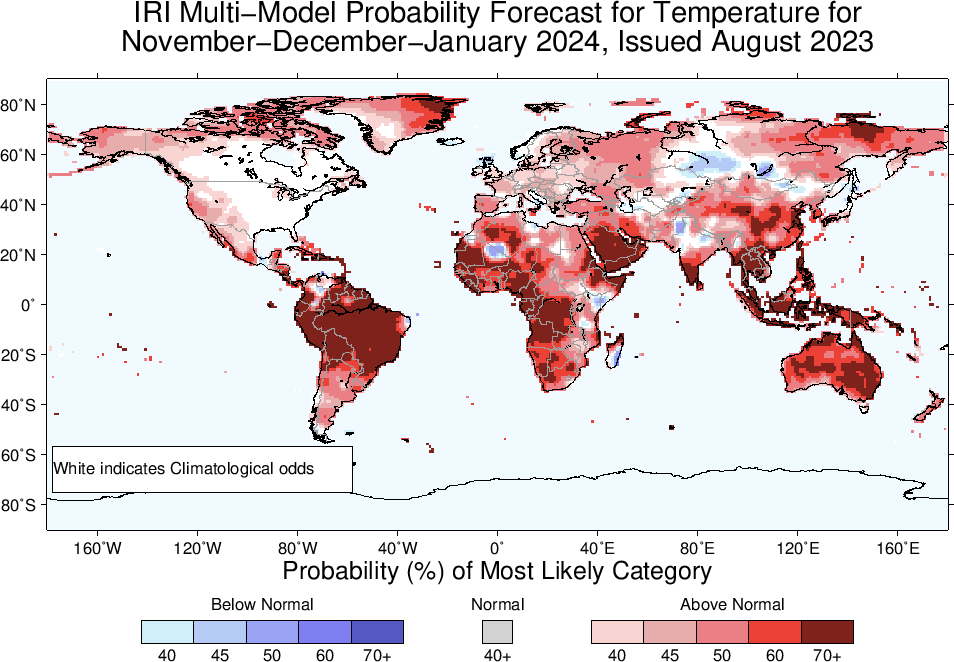 IRI Multi−Model Probability Forecast for Temperature for
November−December−January 2024, Issued August 2023
80˚N
60˚N
40˚N
20˚N
0˚
20˚S
40˚S
60˚S
80˚S
White indicates Climatological odds
160˚W 120˚W 80˚W 40˚W 0˚ 40˚E 80˚E 120˚E 160˚E
Probability (%) of Most Likely Category
Below Normal Normal Above Normal
40 45 50 60 70+ 40+ 40 45 50 60 70+